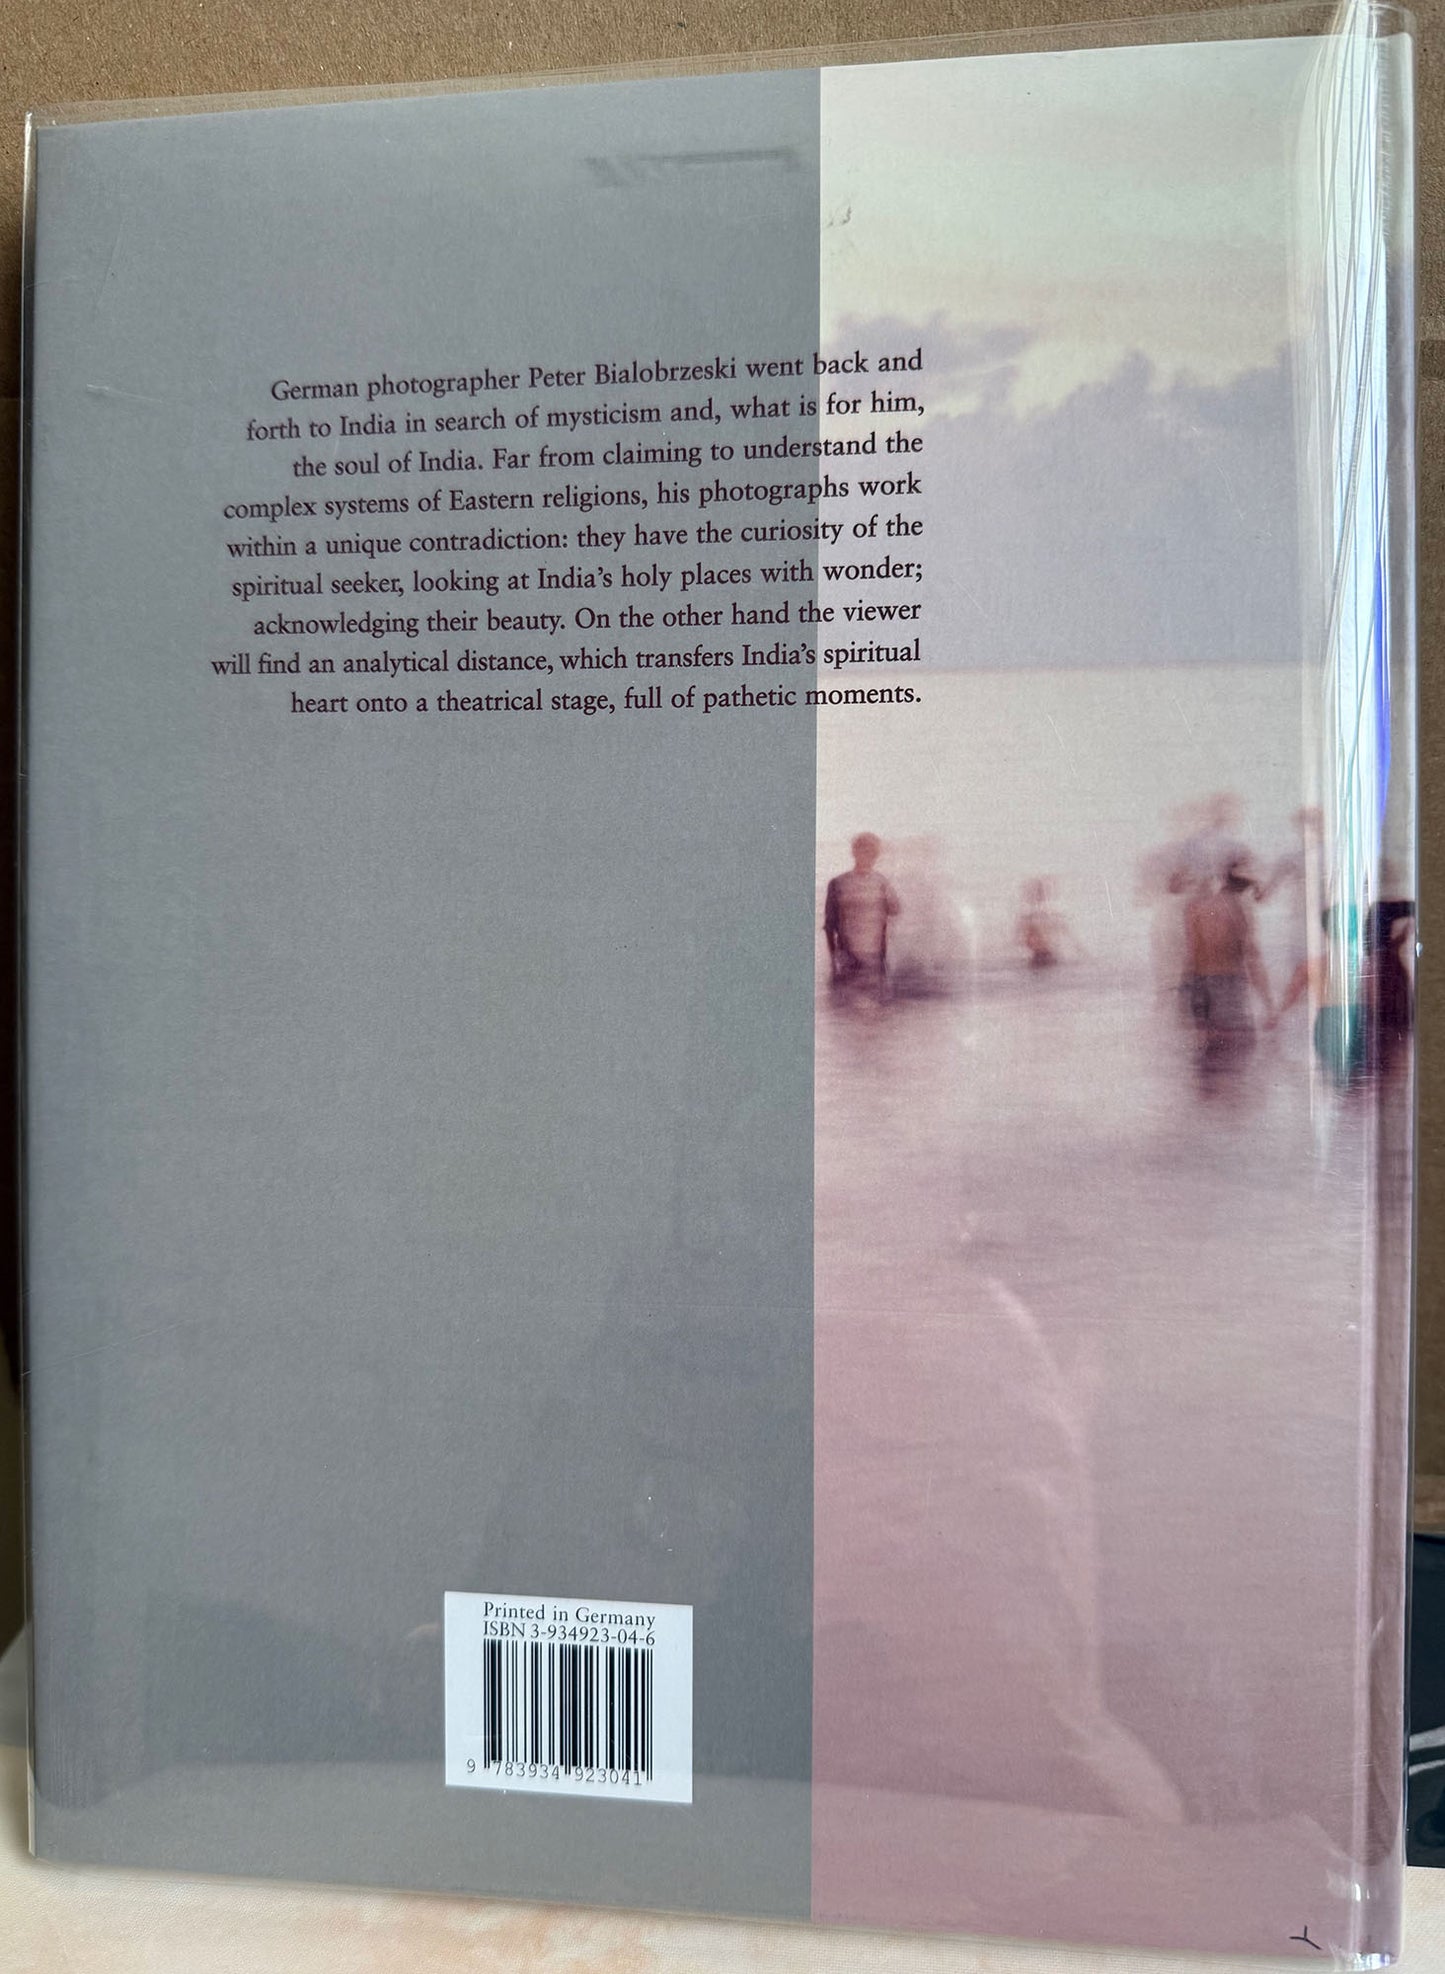 German photographer Peter Bialobrzeski went back and
forth to India in search of mysticism and, what is for him,
the soul of India. Far from claiming to understand the
complex systems of Eastern religions, his photographs work
within a unique contradiction: they have the curiosity of the
spiritual seeker, looking at India's holy places with wonder;
acknowledging their beauty. On the other hand the viewer
will find an analytical distance, which transfers India's spiritual
heart onto a theatrical stage, full of pathetic moments.
Printed in Germany
ISBN 3-934923-04-6
9 783934 923041